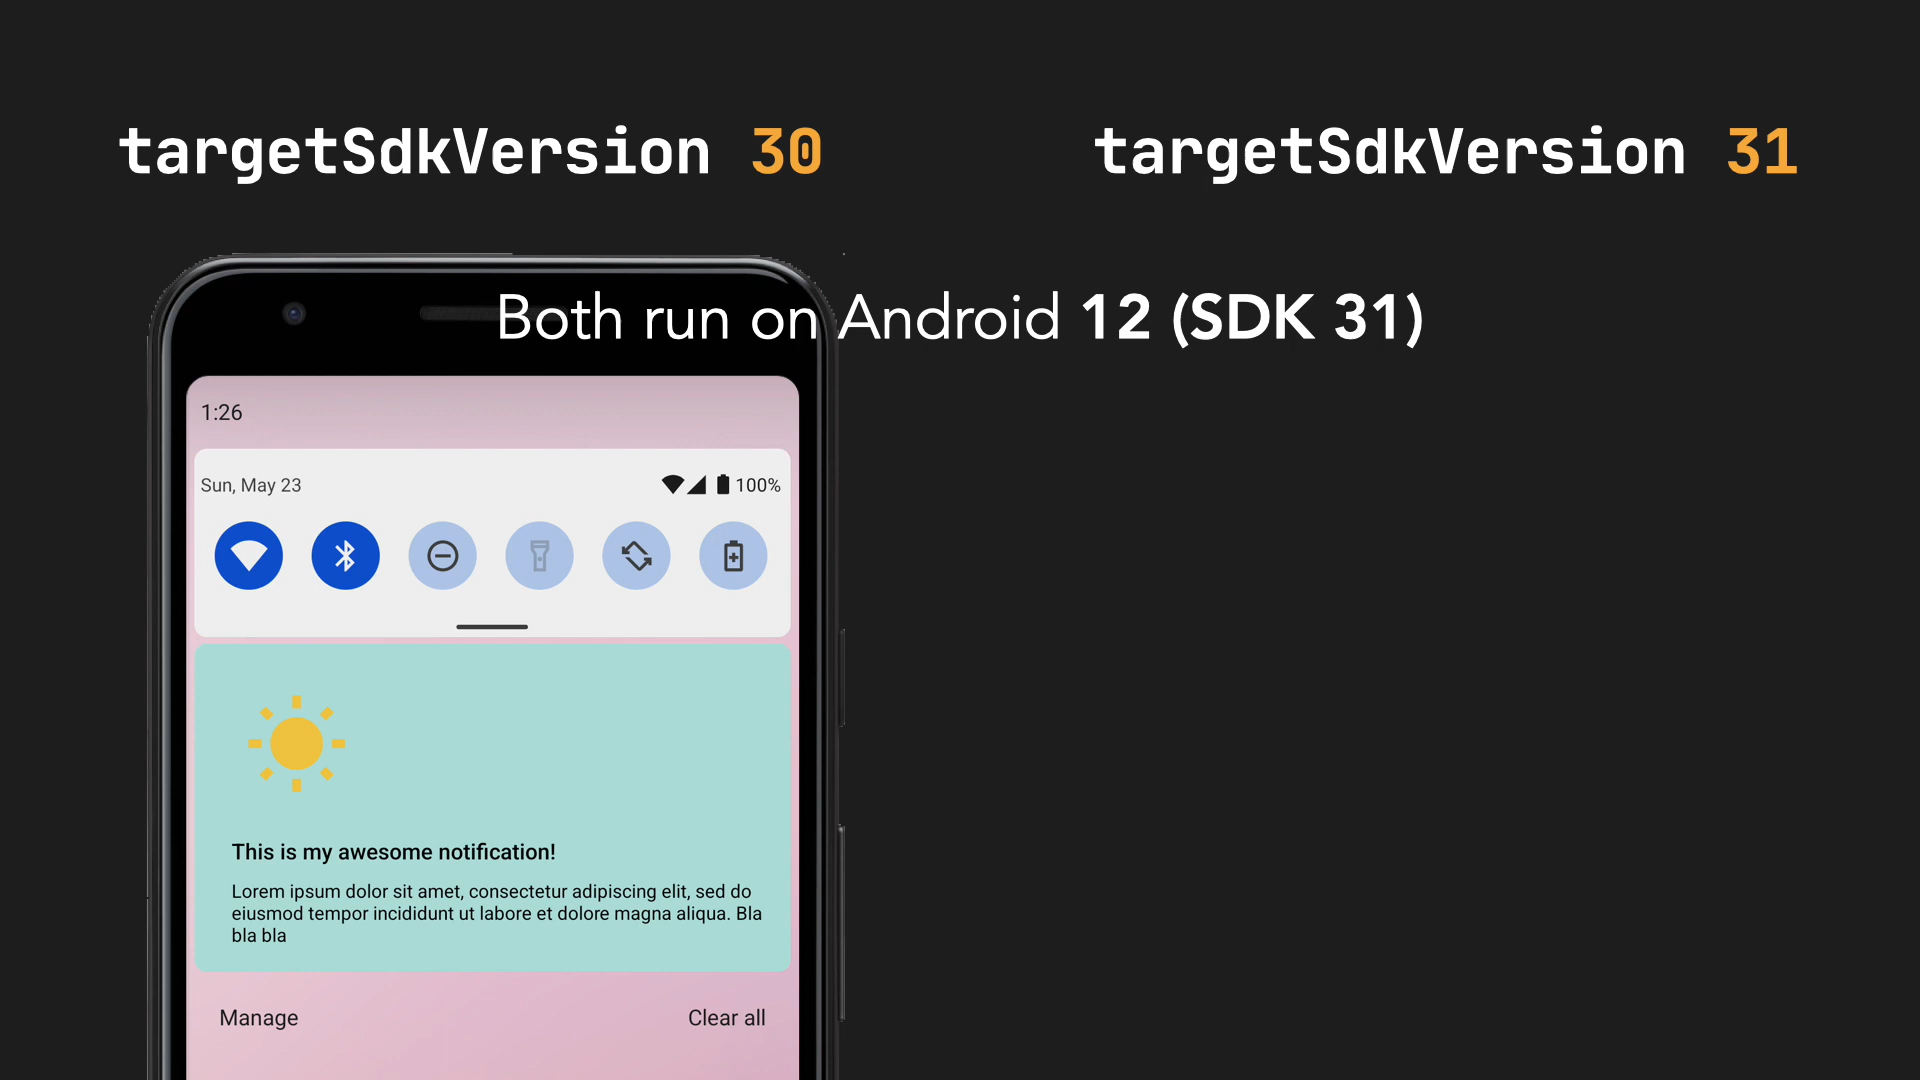 targetSdkVersion 30
targetSdkVersion 31
Both run on Android 12 (SDK 31)
1:26
Sun, May 23
100%
This is my awesome notification!
Lorem ipsum dolor sit amet, consectetur adipiscing elit, sed do
eiusmod tempor incididunt ut labore et dolore magna aliqua. Bla
bla bla
Manage
Clear all